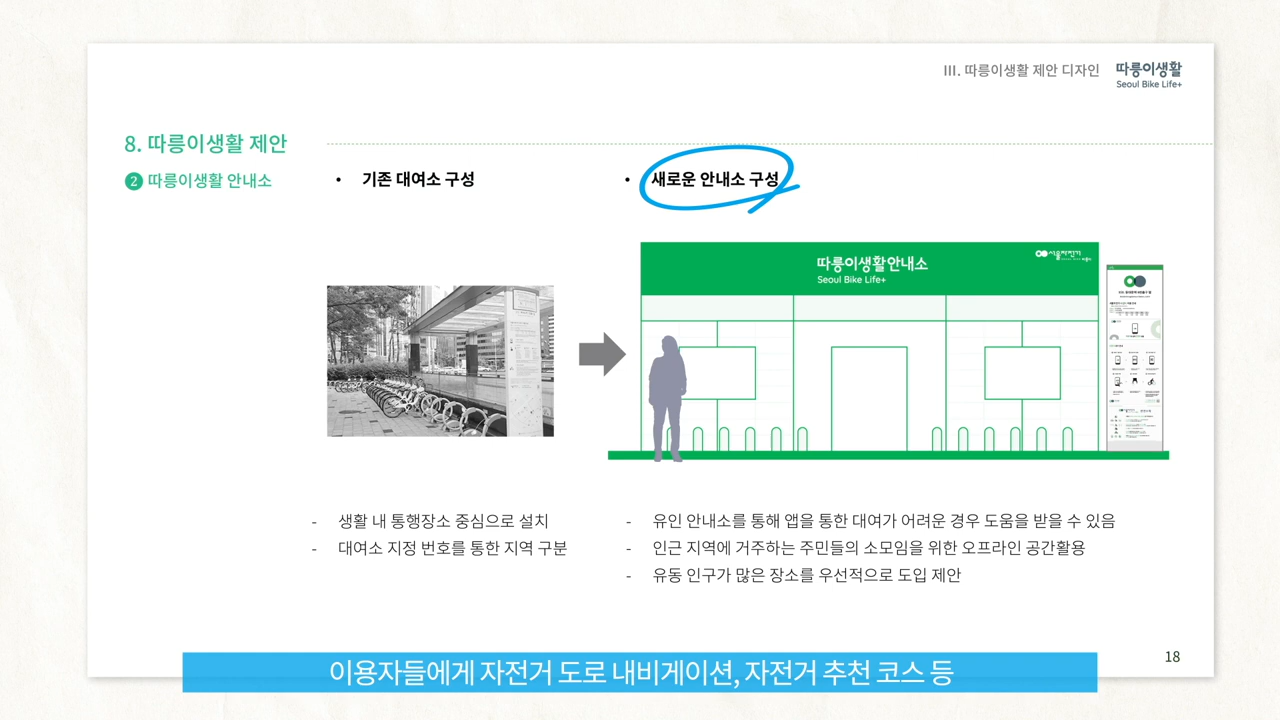 III. 따릉이생활 제안 디자인
따릉이생활
Seoul Bike Life+
8. 따릉이생활 제안
2 따릉이생활 안내소
• 기존 대여소 구성
• 새로운 안내소 구성
따릉이생활안내소
Seoul Bike Life+
서울자전거
따릉이
- 생활 내 통행장소 중심으로 설치
- 대여소 지정 번호를 통한 지역 구분
- 유인 안내소를 통해 앱을 통한 대여가 어려운 경우 도움을 받을 수 있음
- 인근 지역에 거주하는 주민들의 소모임을 위한 오프라인 공간활용
- 유동 인구가 많은 장소를 우선적으로 도입 제안
18
이용자들에게 자전거 도로 내비게이션, 자전거 추천 코스 등